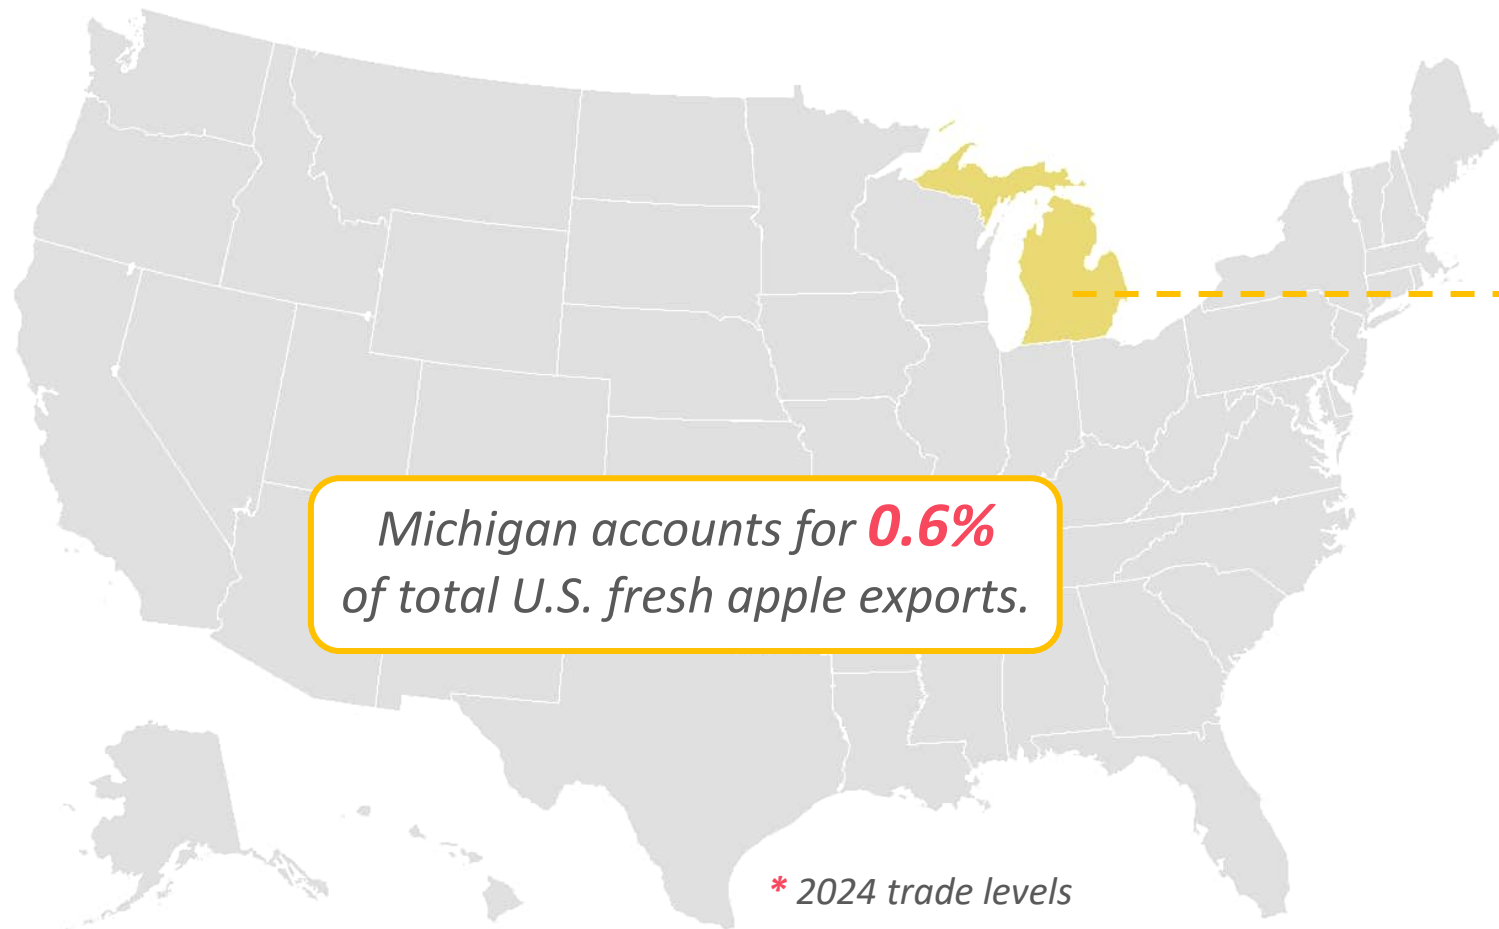 Michigan accounts for 0.6%
of total U.S. fresh apple exports.
* 2024 trade levels